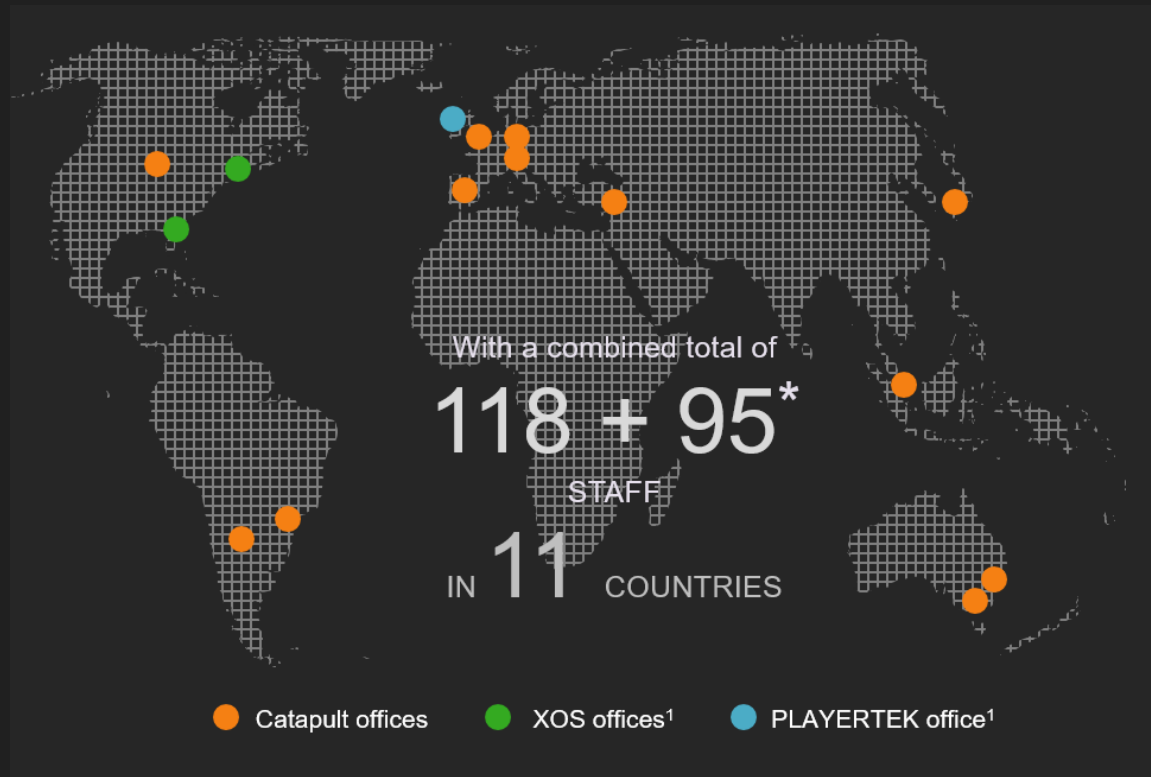 With a combined total of
118 + 95*
STAFF
IN 11 COUNTRIES
Catapult offices XOS offices¹ PLAYERTEK office¹